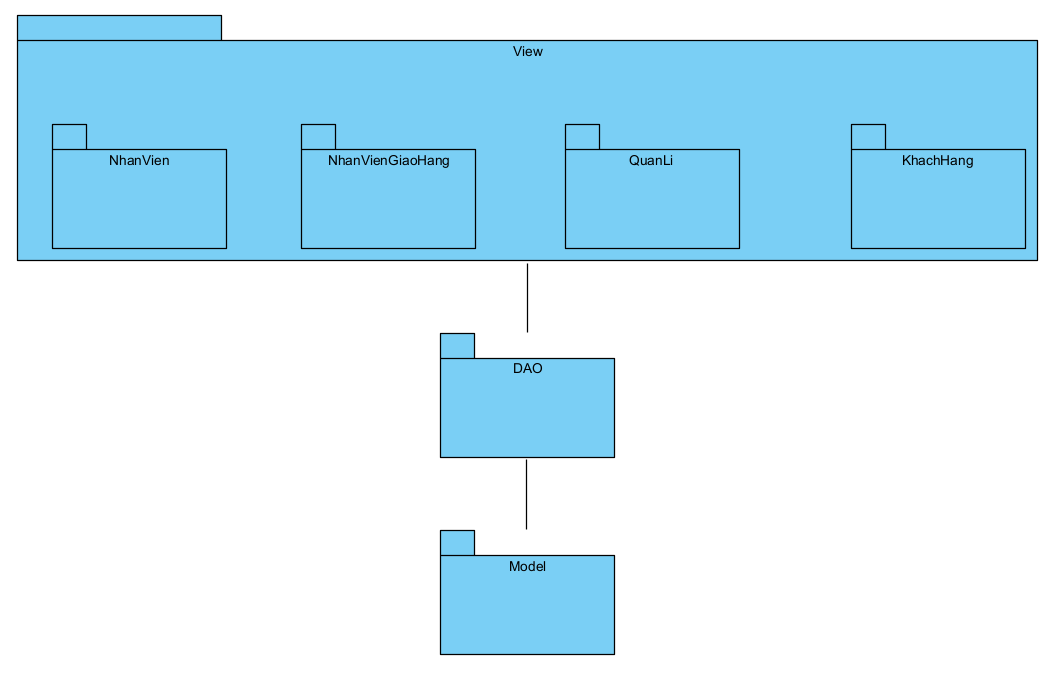 View
NhanVien
NhanVienGiaoHang
QuanLi
KhachHang
DAO
Model